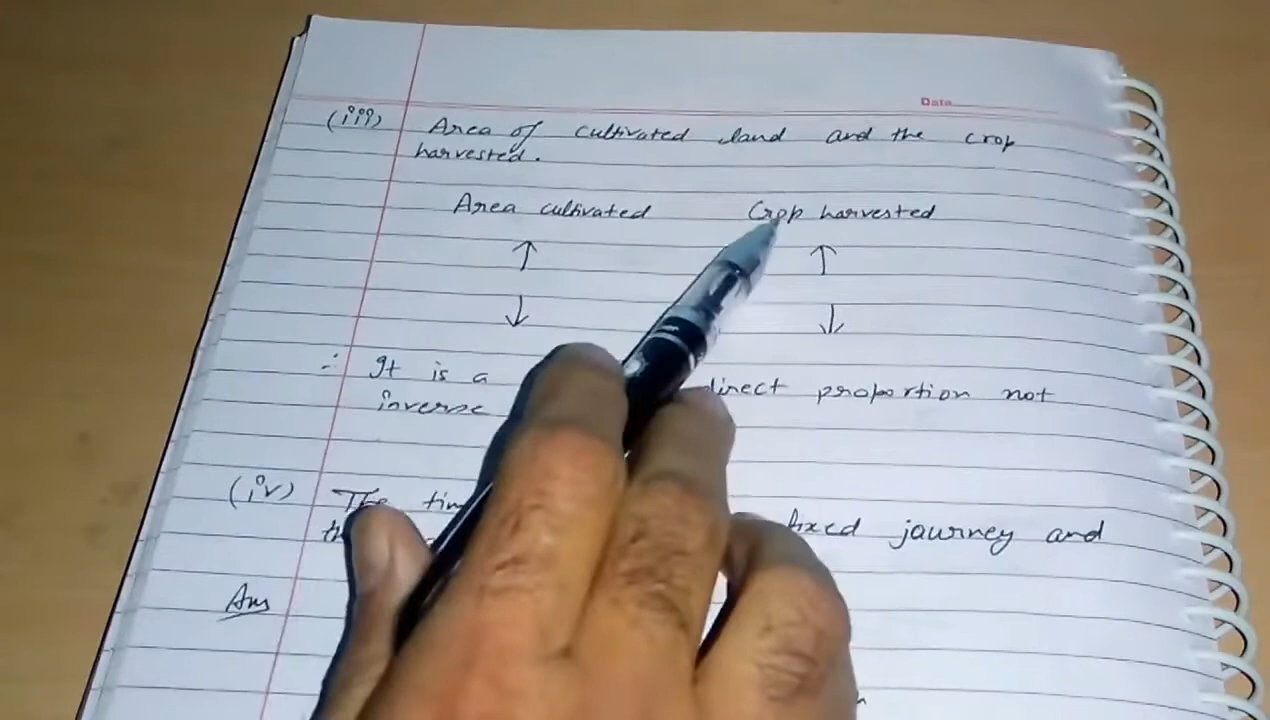 Date
(iii) Area of cultivated land and the crop
harvested.
Area cultivated Crop harvested
↑ ↑
↓ ↓
∴ It is a direct proportion not
inverse
(iv) The fixed journey and
Ans